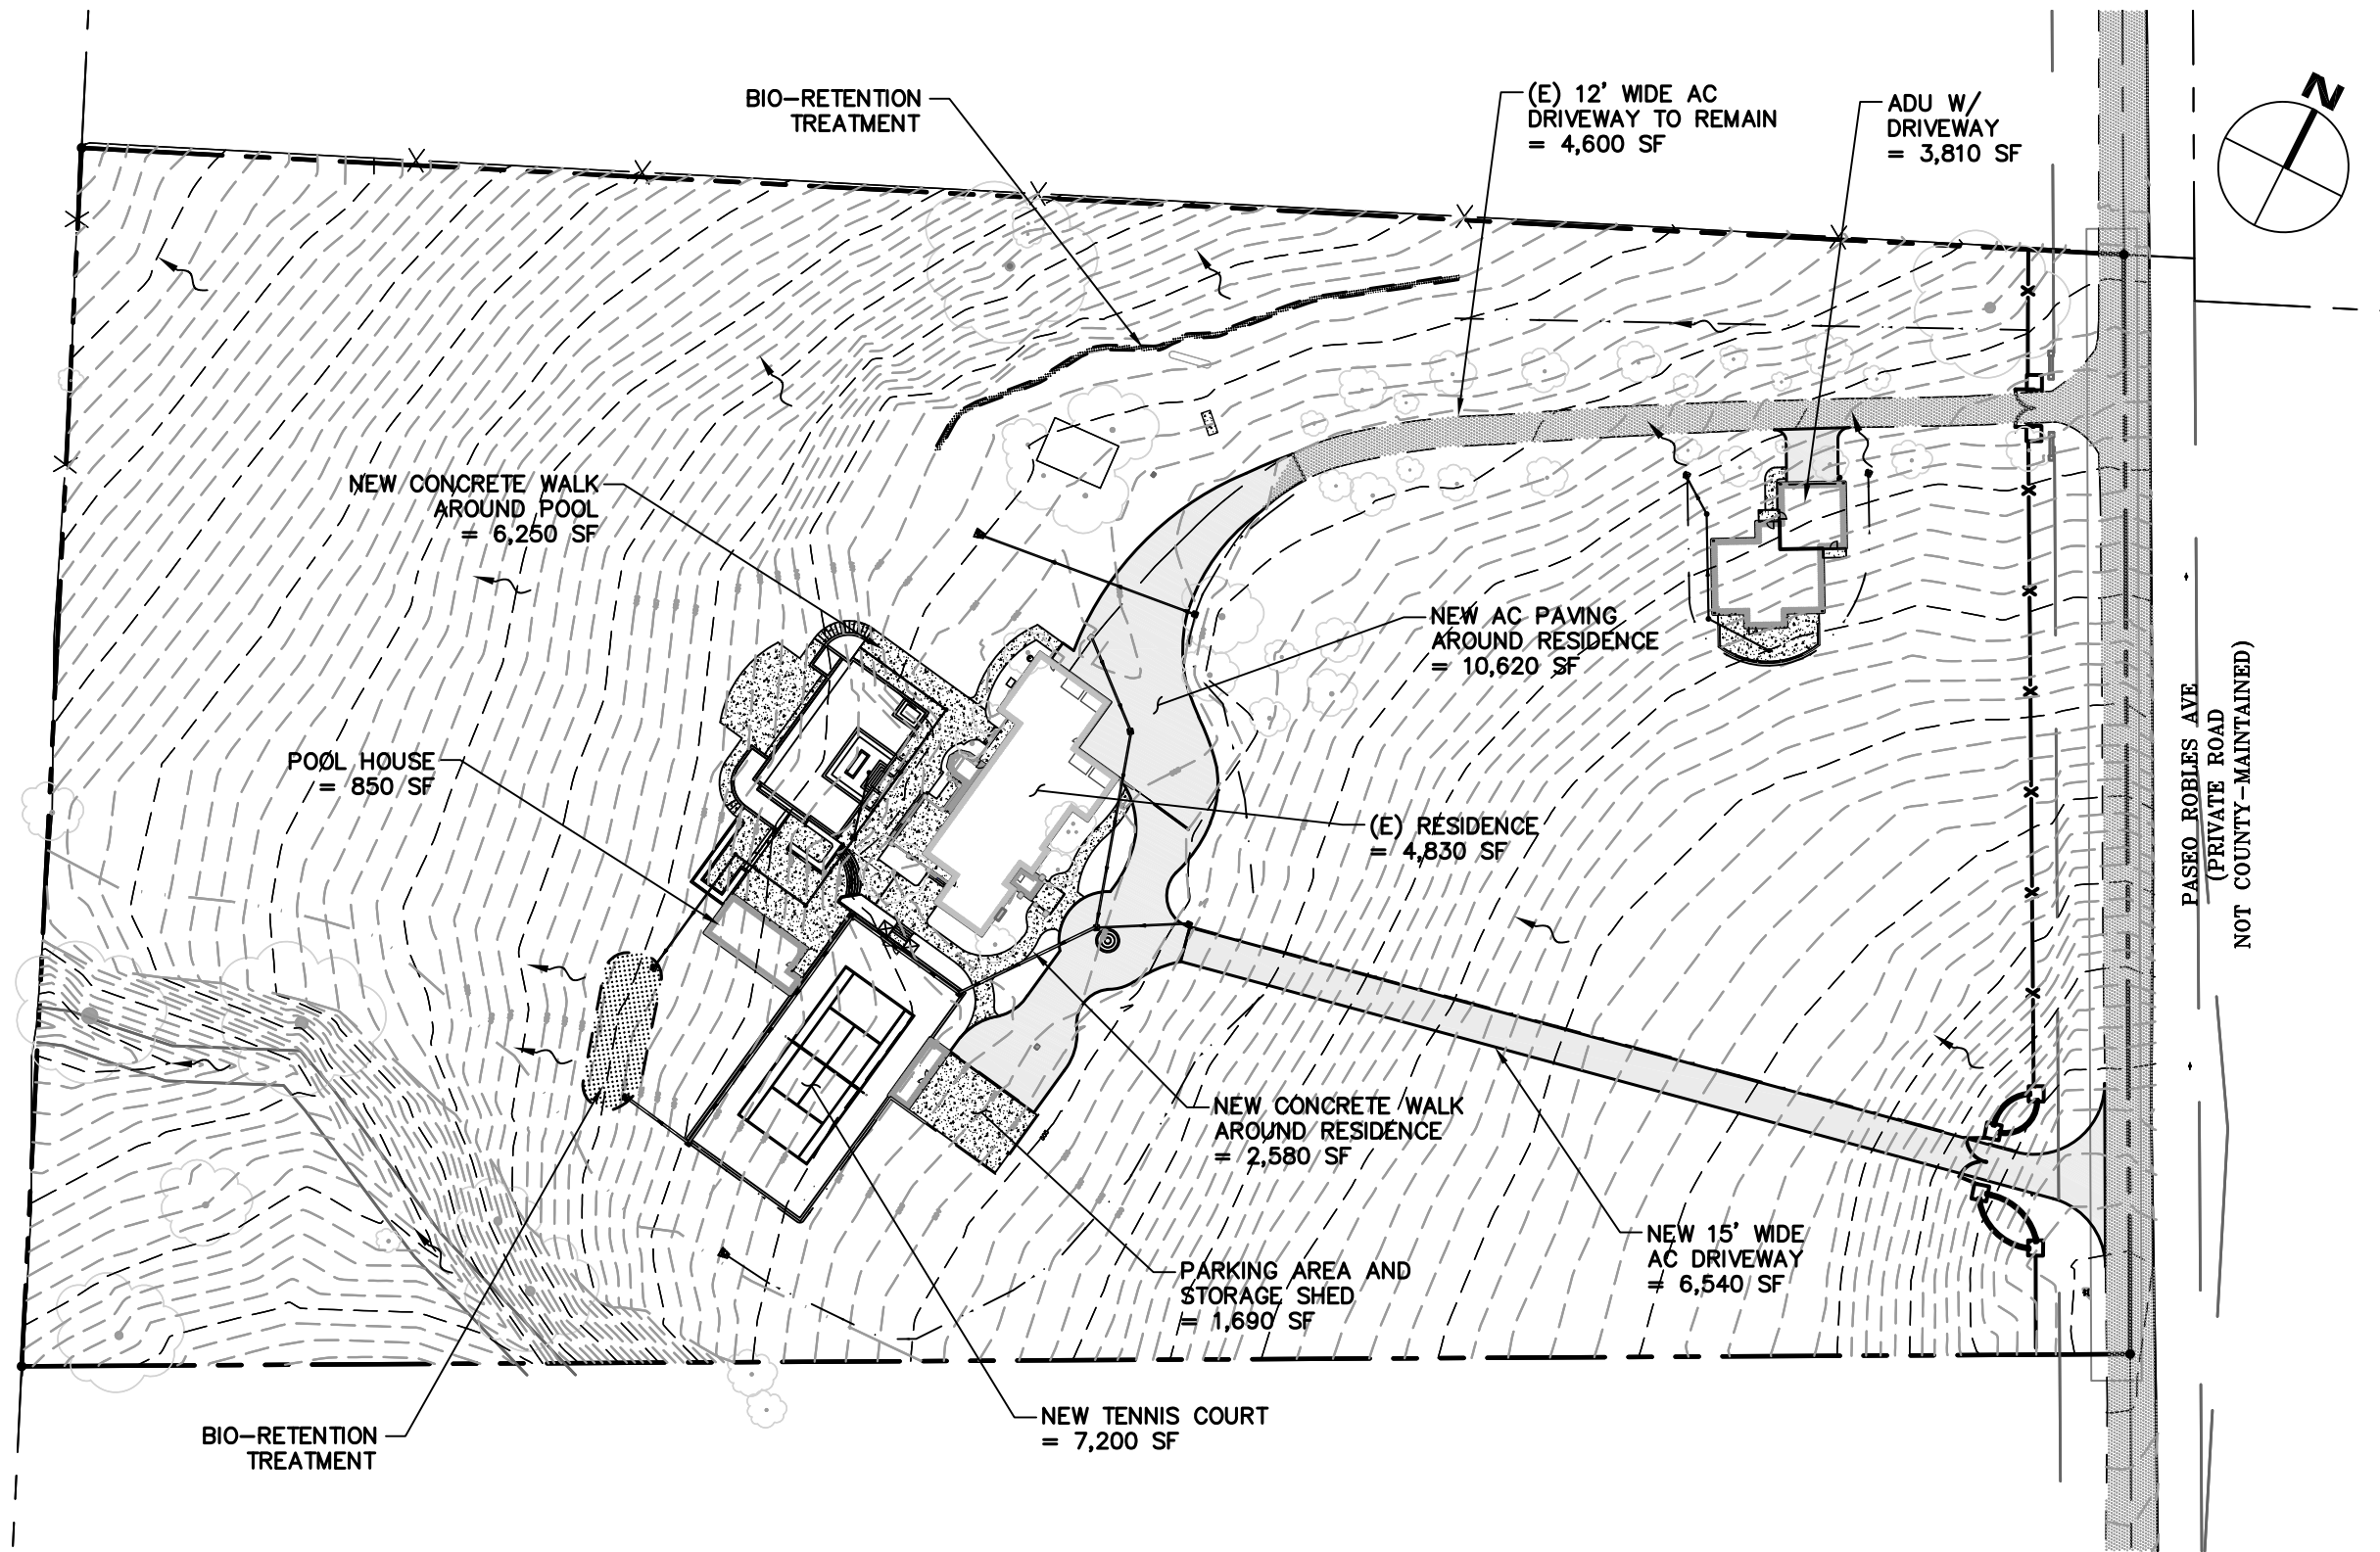 BIO-RETENTION
TREATMENT
(E) 12' WIDE AC
DRIVEWAY TO REMAIN
= 4,600 SF
ADU W/
DRIVEWAY
= 3,810 SF
N
NEW CONCRETE WALK
AROUND POOL
= 6,250 SF
NEW AC PAVING
AROUND RESIDENCE
= 10,620 SF
POOL HOUSE
= 850 SF
(E) RESIDENCE
= 4,830 SF
PASEO ROBLES AVE
(PRIVATE ROAD
NOT COUNTY-MAINTAINED)
NEW CONCRETE WALK
AROUND RESIDENCE
= 2,580 SF
NEW 15' WIDE
AC DRIVEWAY
= 6,540 SF
PARKING AREA AND
STORAGE SHED
= 1,690 SF
NEW TENNIS COURT
= 7,200 SF
BIO-RETENTION
TREATMENT